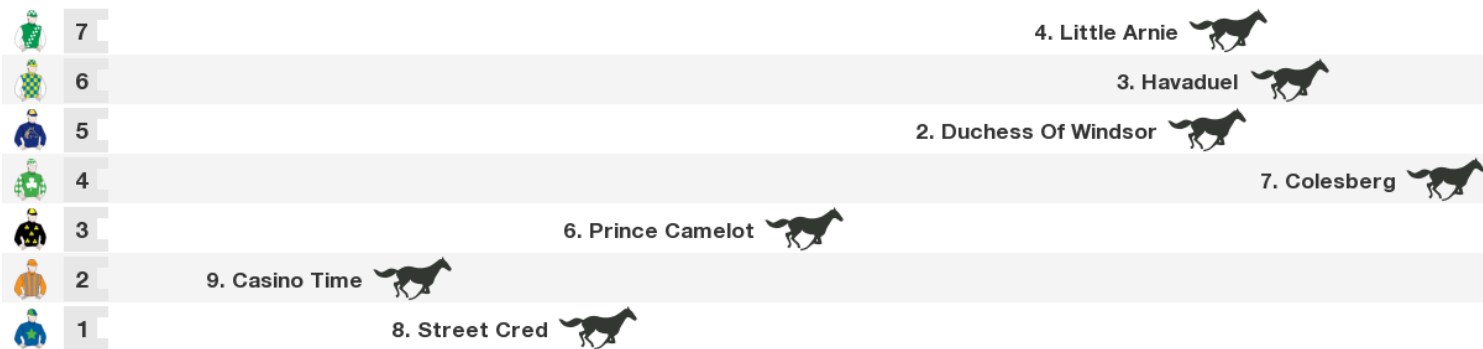 7 4. Little Arnie
6 3. Havaduel
5 2. Duchess Of Windsor
4 7. Colesberg
3 6. Prince Camelot
2 9. Casino Time
1 8. Street Cred